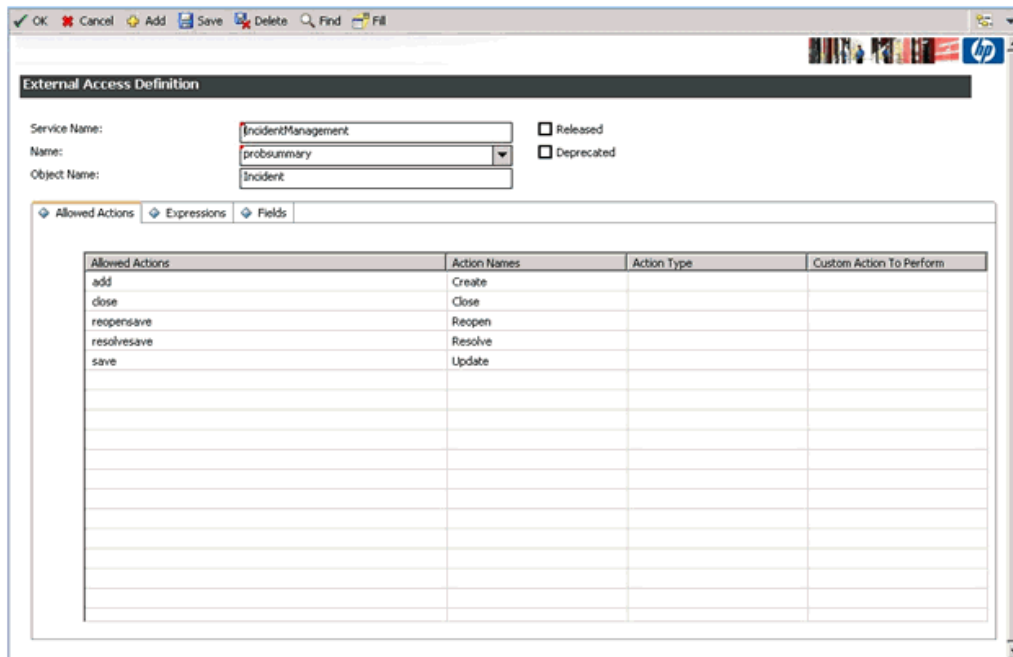 OK Cancel Add Save Delete Find Fill
hp
External Access Definition
Service Name: IncidentManagement Released
Name: probsummary Deprecated
Object Name: Incident
Allowed Actions Expressions Fields
Allowed Actions Action Names Action Type Custom Action To Perform
add Create
close Close
reopensave Reopen
resolvesave Resolve
save Update